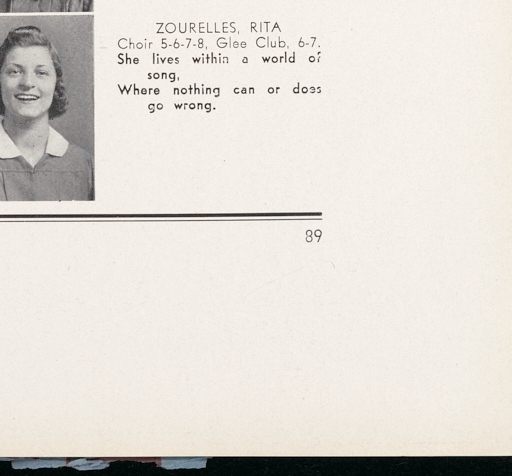 ZOURELLES, RITA
Choir 5-6-7-8, Glee Club, 6-7.
She lives within a world of
song,
Where nothing can or does
go wrong.
89